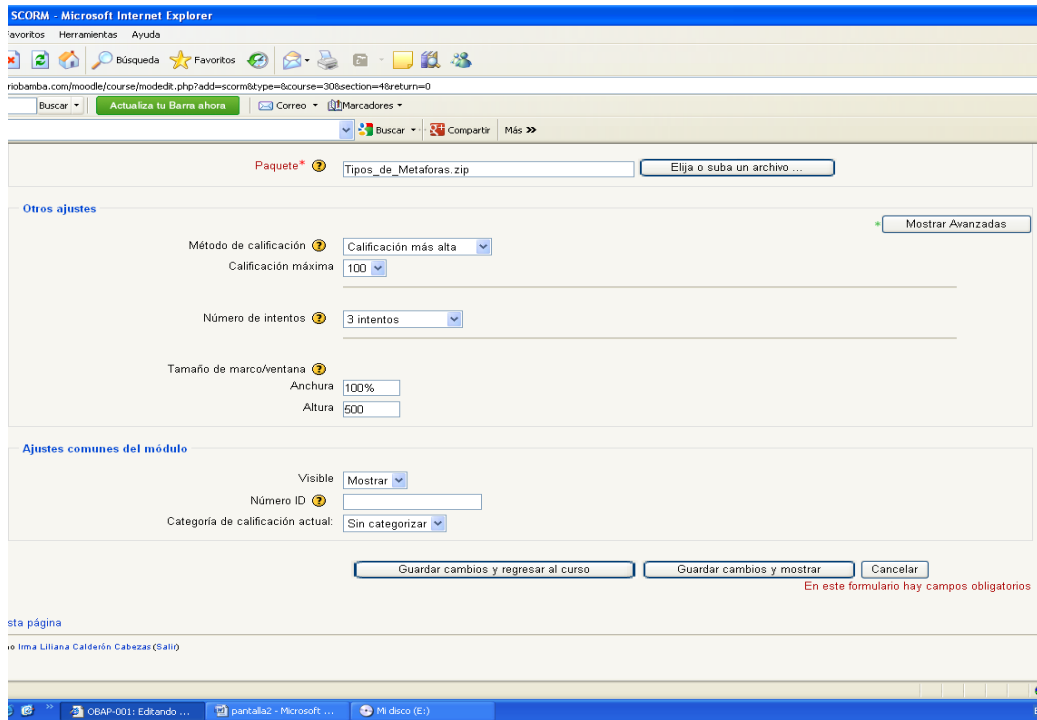 SCORM - Microsoft Internet Explorer
avoritos Herramientas Ayuda
Búsqueda Favoritos
riobamba.com/moodle/course/modedit.php?add=scorm&type=&course=30&section=4&return=0
Buscar Actualiza tu Barra ahora Correo Marcadores
Buscar Compartir Más »
Paquete* Tipos_de_Metaforas.zip Elija o suba un archivo ...
Otros ajustes
* Mostrar Avanzadas
Método de calificación Calificación más alta
Calificación máxima 100
Número de intentos 3 intentos
Tamaño de marco/ventana
Anchura 100%
Altura 500
Ajustes comunes del módulo
Visible Mostrar
Número ID
Categoría de calificación actual: Sin categorizar
Guardar cambios y regresar al curso Guardar cambios y mostrar Cancelar
En este formulario hay campos obligatorios
sta página
o Irma Liliana Calderón Cabezas (Salir)
» OBAP-001: Editando ... pantalla2 - Microsoft ... Mi disco (E:)